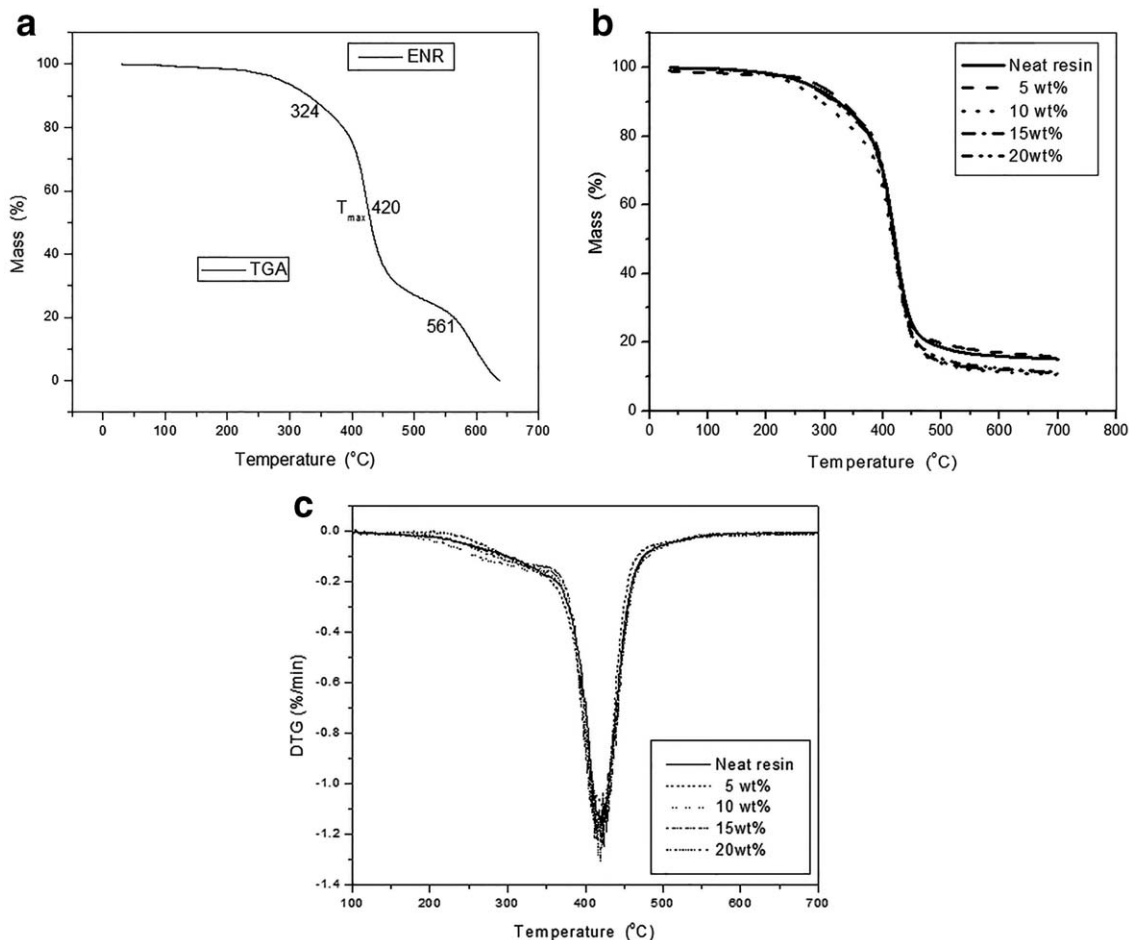 a
ENR
100
80
60
40
20
0
Mass (%)
324
T max 420
TGA
561
0 100 200 300 400 500 600 700
Temperature (°C)
b
Neat resin
5 wt%
10 wt%
15wt%
20wt%
100
80
60
40
20
0
Mass (%)
0 100 200 300 400 500 600 700 800
Temperature (°C)
c
0.0
-0.2
-0.4
-0.6
-0.8
-1.0
-1.2
-1.4
DTG (%/min)
Neat resin
5 wt%
10 wt%
15wt%
20wt%
100 200 300 400 500 600 700
Temperature (°C)